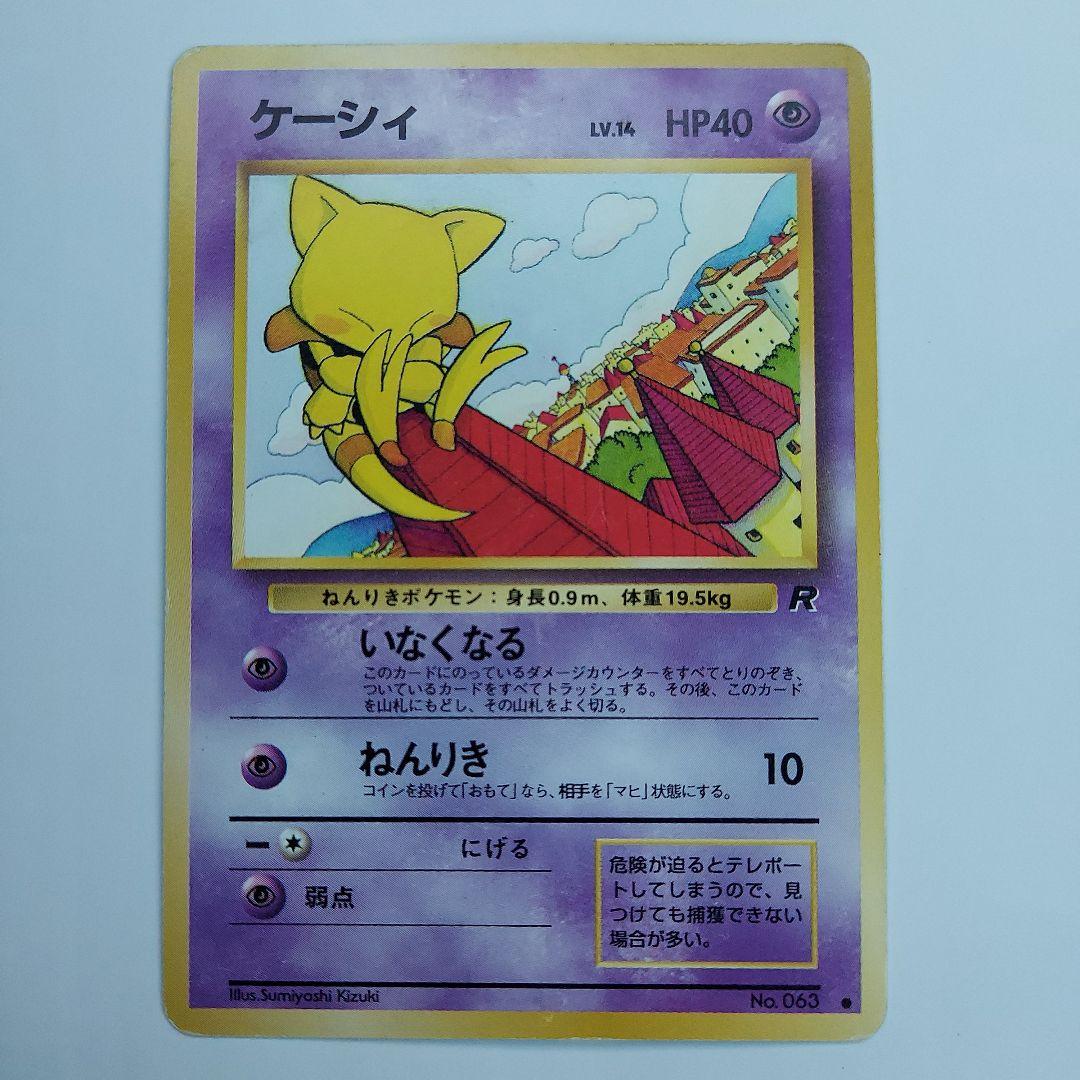 ケーシィ LV.14 HP40
ねんりきポケモン：身長0.9m、体重19.5kg R
いなくなる
このカードにのっているダメージカウンターをすべてとりのぞき、
ついているカードをすべてトラッシュする。その後、このカード
を山札にもどし、その山札をよく切る。
ねんりき 10
コインを投げて「おもて」なら、相手を「マヒ」状態にする。
ー にげる
弱点
危険が迫るとテレポー
トしてしまうので、見
つけても捕獲できない
場合が多い。
Illus.Sumiyoshi Kizuki No. 063 ●